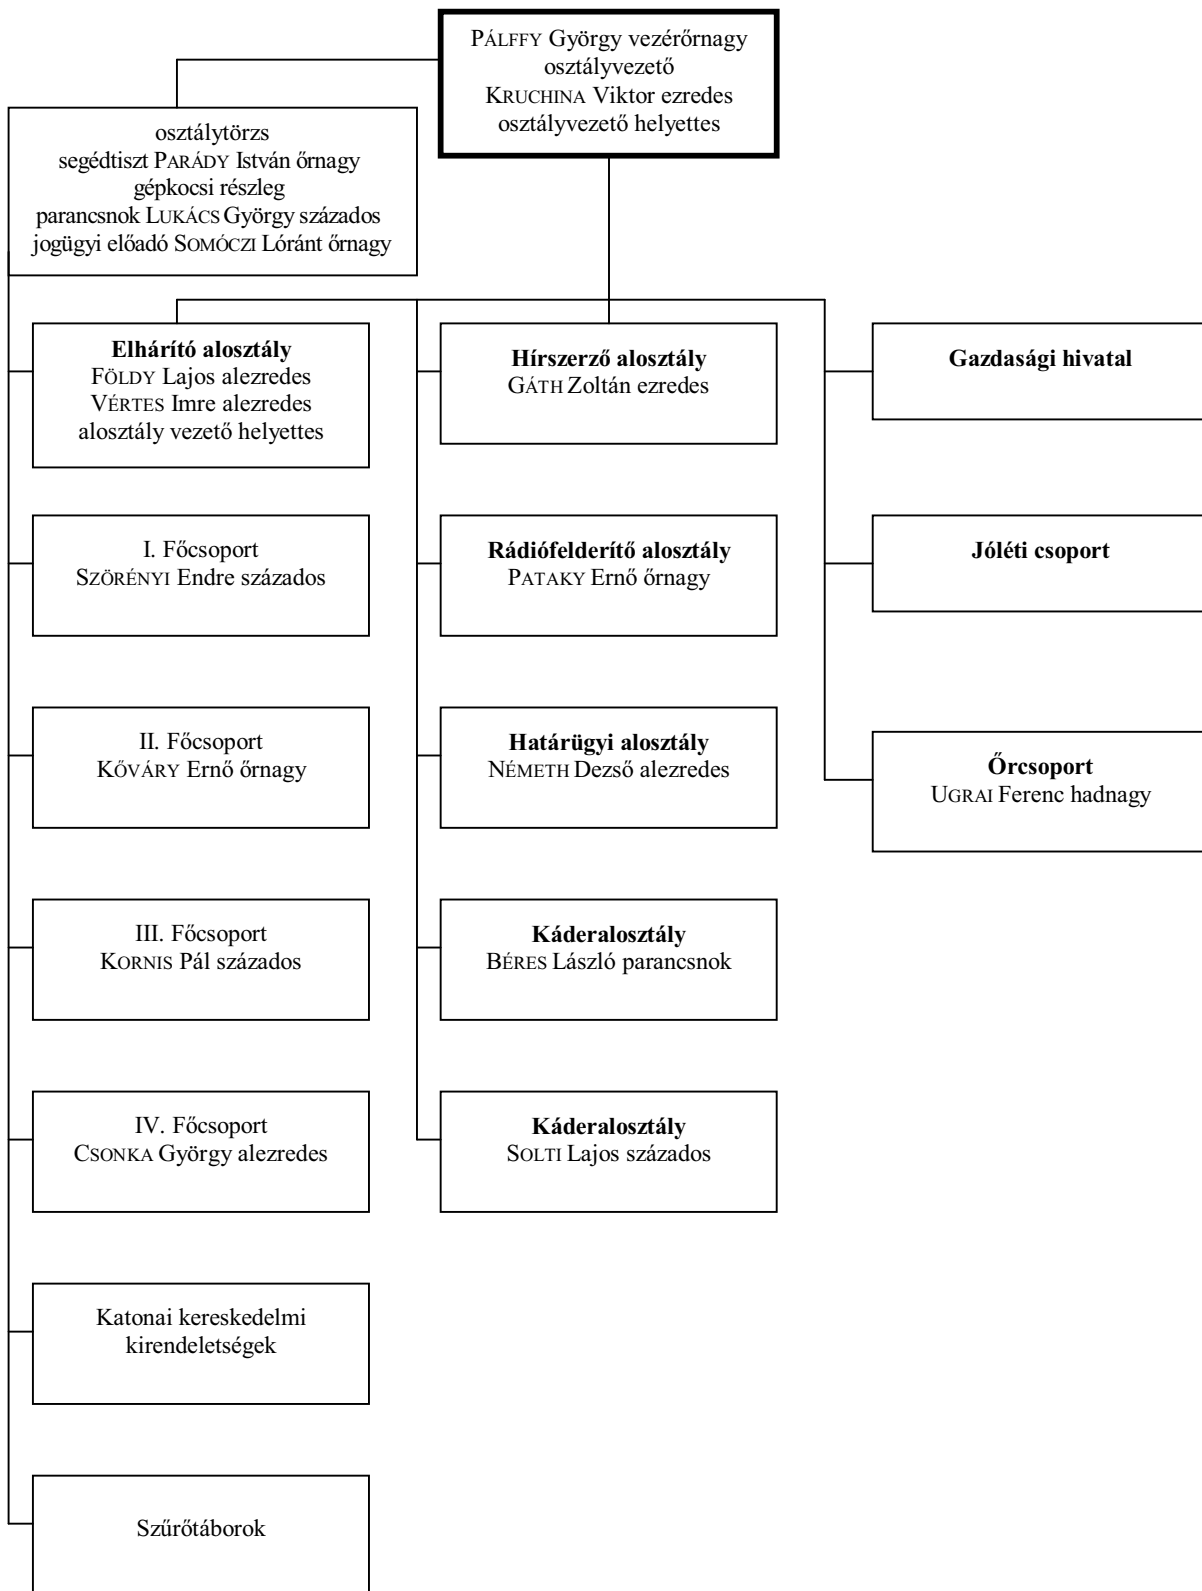 PÁLFFY György vezérőrnagy
osztályvezető
KRUCHINA Viktor ezredes
osztályvezető helyettes
osztálytörzs
segédtiszt PARÁDY István őrnagy
gépkocsi részleg
parancsnok LUKÁCS György százados
jogügyi előadó SOMÓCZI Lóránt őrnagy
Elhárító alosztály
FÖLDY Lajos alezredes
VÉRTES Imre alezredes
alosztály vezető helyettes
Hírszerző alosztály
GÁTH Zoltán ezredes
Gazdasági hivatal
I. Főcsoport
SZÖRÉNYI Endre százados
Rádiófelderítő alosztály
PATAKY Ernő őrnagy
Jóléti csoport
II. Főcsoport
KŐVÁRY Ernő őrnagy
Határügyi alosztály
NÉMETH Dezső alezredes
Őrcsoport
UGRAI Ferenc hadnagy
III. Főcsoport
KORNIS Pál százados
Káderalosztály
BÉRES László parancsnok
IV. Főcsoport
CSONKA György alezredes
Káderalosztály
SOLTI Lajos százados
Katonai kereskedelmi
kirendeletségek
Szűrőtáborok